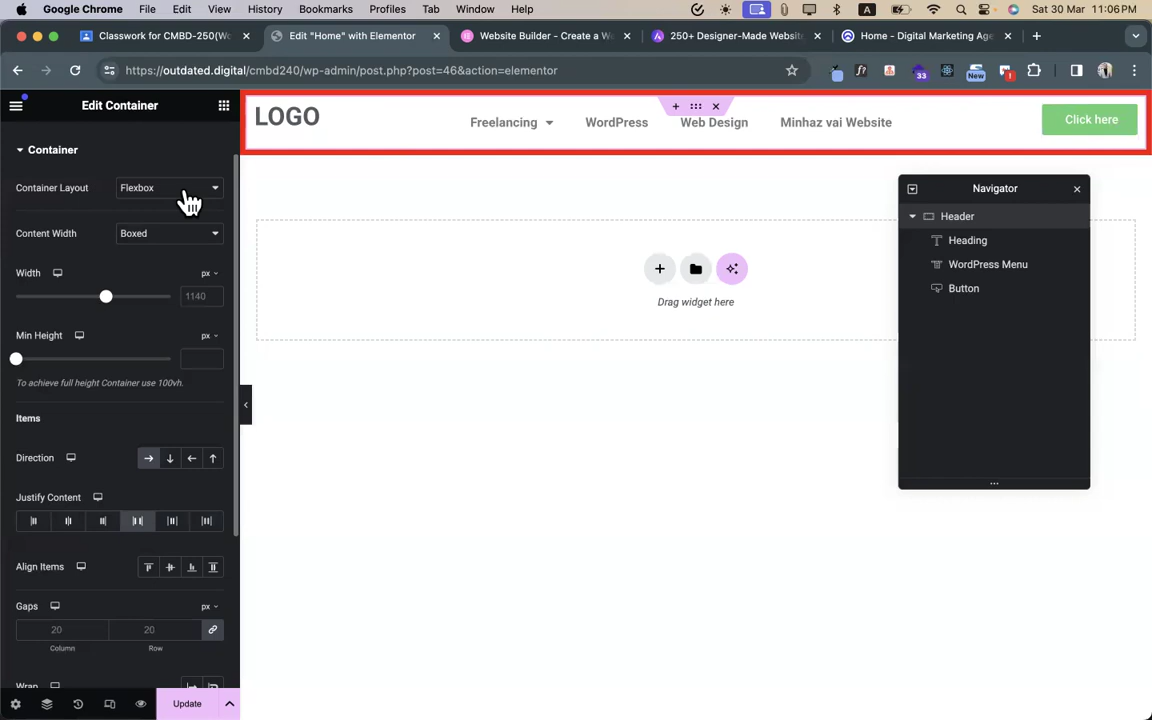 Google Chrome File Edit View History Bookmarks Profiles Tab Window Help A Sat 30 Mar 11:06 PM
Classwork for CMBD-250(W Edit "Home" with Elementor Website Builder - Create a W 250+ Designer-Made Websit Home - Digital Marketing Age
https://outdated.digital/cmbd240/wp-admin/post.php?post=46&action=elementor f? 33 New
Edit Container
Container
Container Layout Flexbox
Content Width Boxed
Width px
1140
Min Height px
To achieve full height Container use 100vh.
Items
Direction
Justify Content
Align Items
Gaps px
20 20
Column Row
Wrap
Update
LOGO Freelancing WordPress Web Design Minhaz vai Website Click here
Drag widget here
Navigator
Header
Heading
WordPress Menu
Button